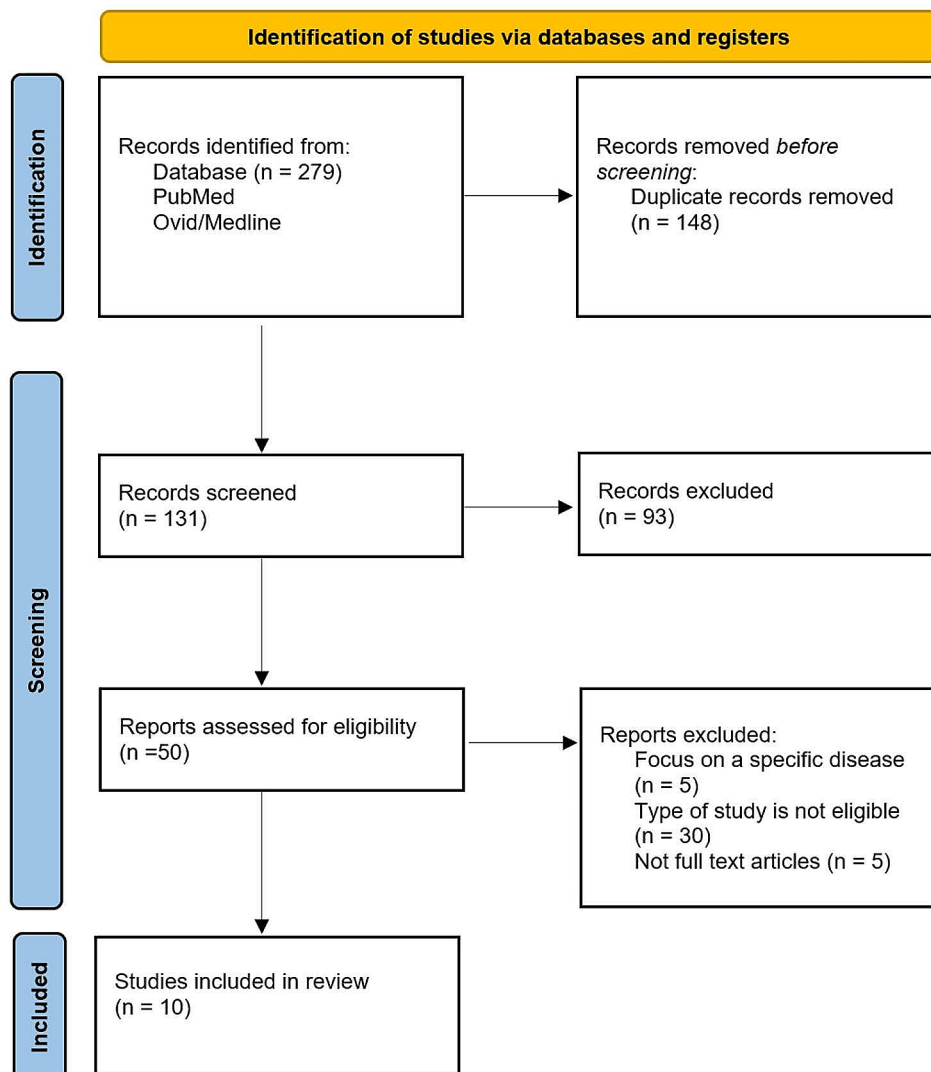 Identification of studies via databases and registers
Identification
Records identified from:
Database (n = 279)
PubMed
Ovid/Medline
Records removed before
screening:
Duplicate records removed
(n = 148)
Screening
Records screened
(n = 131)
Records excluded
(n = 93)
Reports assessed for eligibility
(n =50)
Reports excluded:
Focus on a specific disease
(n = 5)
Type of study is not eligible
(n = 30)
Not full text articles (n = 5)
Included
Studies included in review
(n = 10)